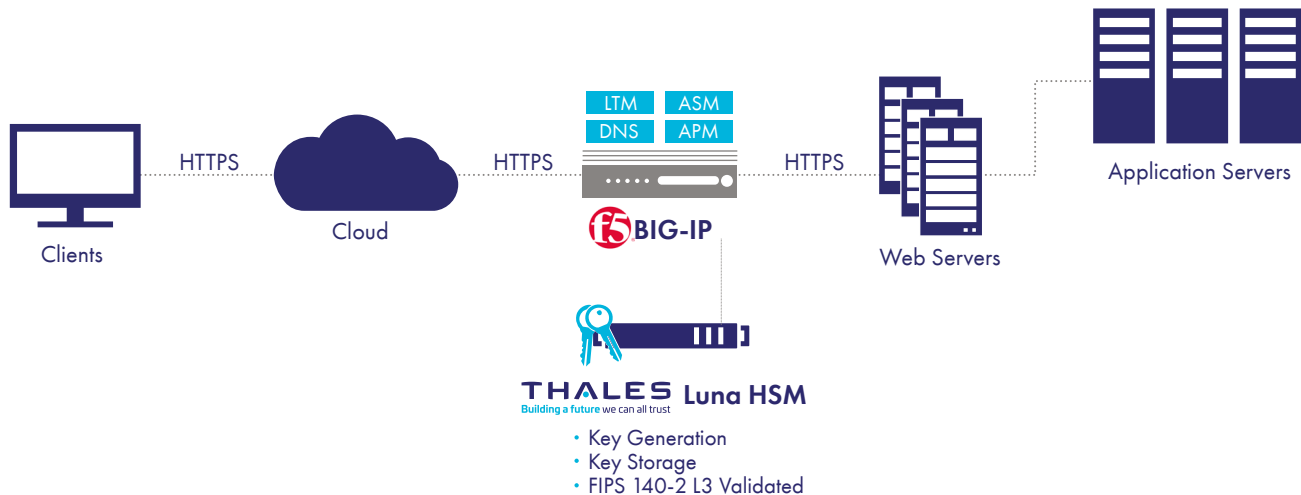 LTM
ASM
DNS
APM
HTTPS
HTTPS
HTTPS
Clients
Cloud
f5 BIG-IP
Web Servers
Application Servers
THALES
Building a future we can all trust
Luna HSM
• Key Generation
• Key Storage
• FIPS 140-2 L3 Validated